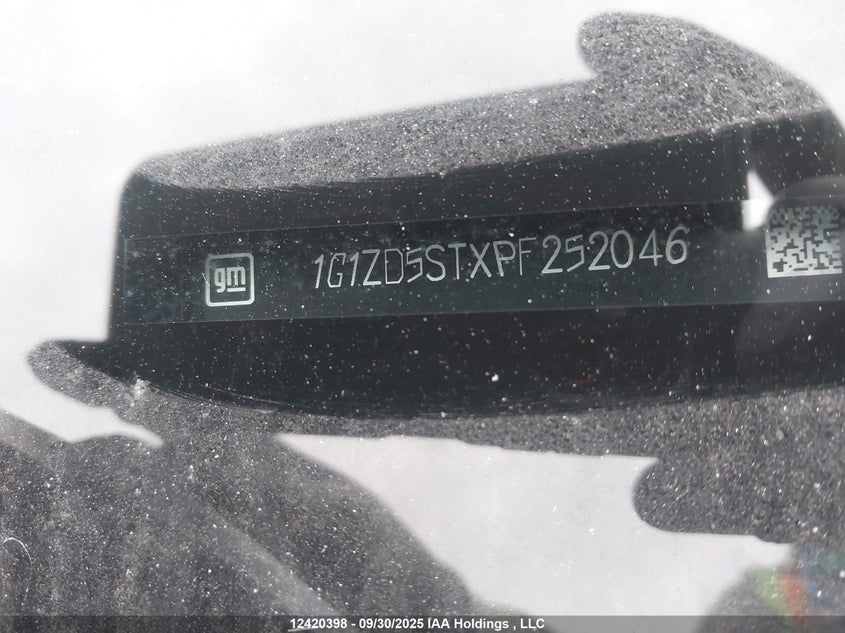 gm 1G1ZD5STXPF252046
12420398 - 09/30/2025 IAA Holdings , LLC